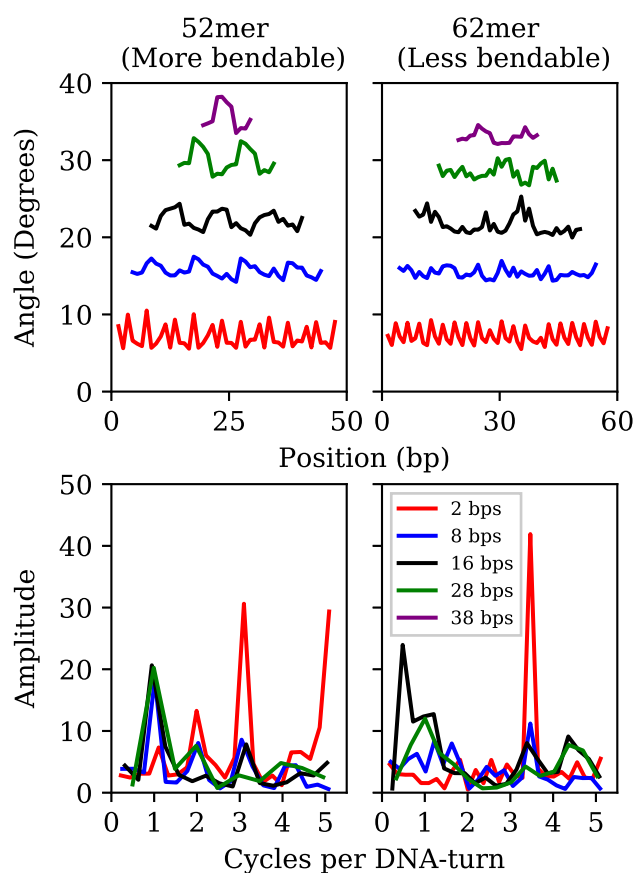 52mer
(More bendable)
62mer
(Less bendable)
40
30
20
10
0
Angle (Degrees)
0 25 50
0 30 60
Position (bp)
50
40
30
20
10
0
Amplitude
2 bps
8 bps
16 bps
28 bps
38 bps
0 1 2 3 4 5
0 1 2 3 4 5
Cycles per DNA-turn